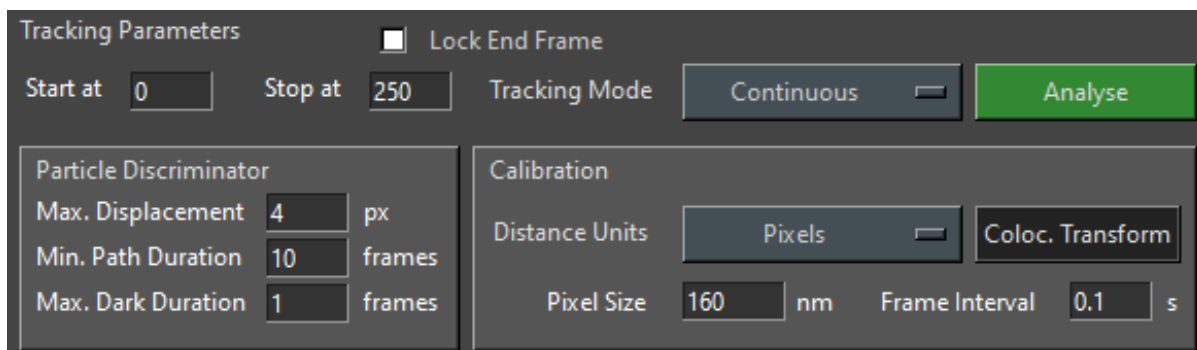 Tracking Parameters
Lock End Frame
Start at 0 Stop at 250 Tracking Mode Continuous Analyse
Particle Discriminator
Max. Displacement 4 px
Min. Path Duration 10 frames
Max. Dark Duration 1 frames
Calibration
Distance Units Pixels Coloc. Transform
Pixel Size 160 nm Frame Interval 0.1 s